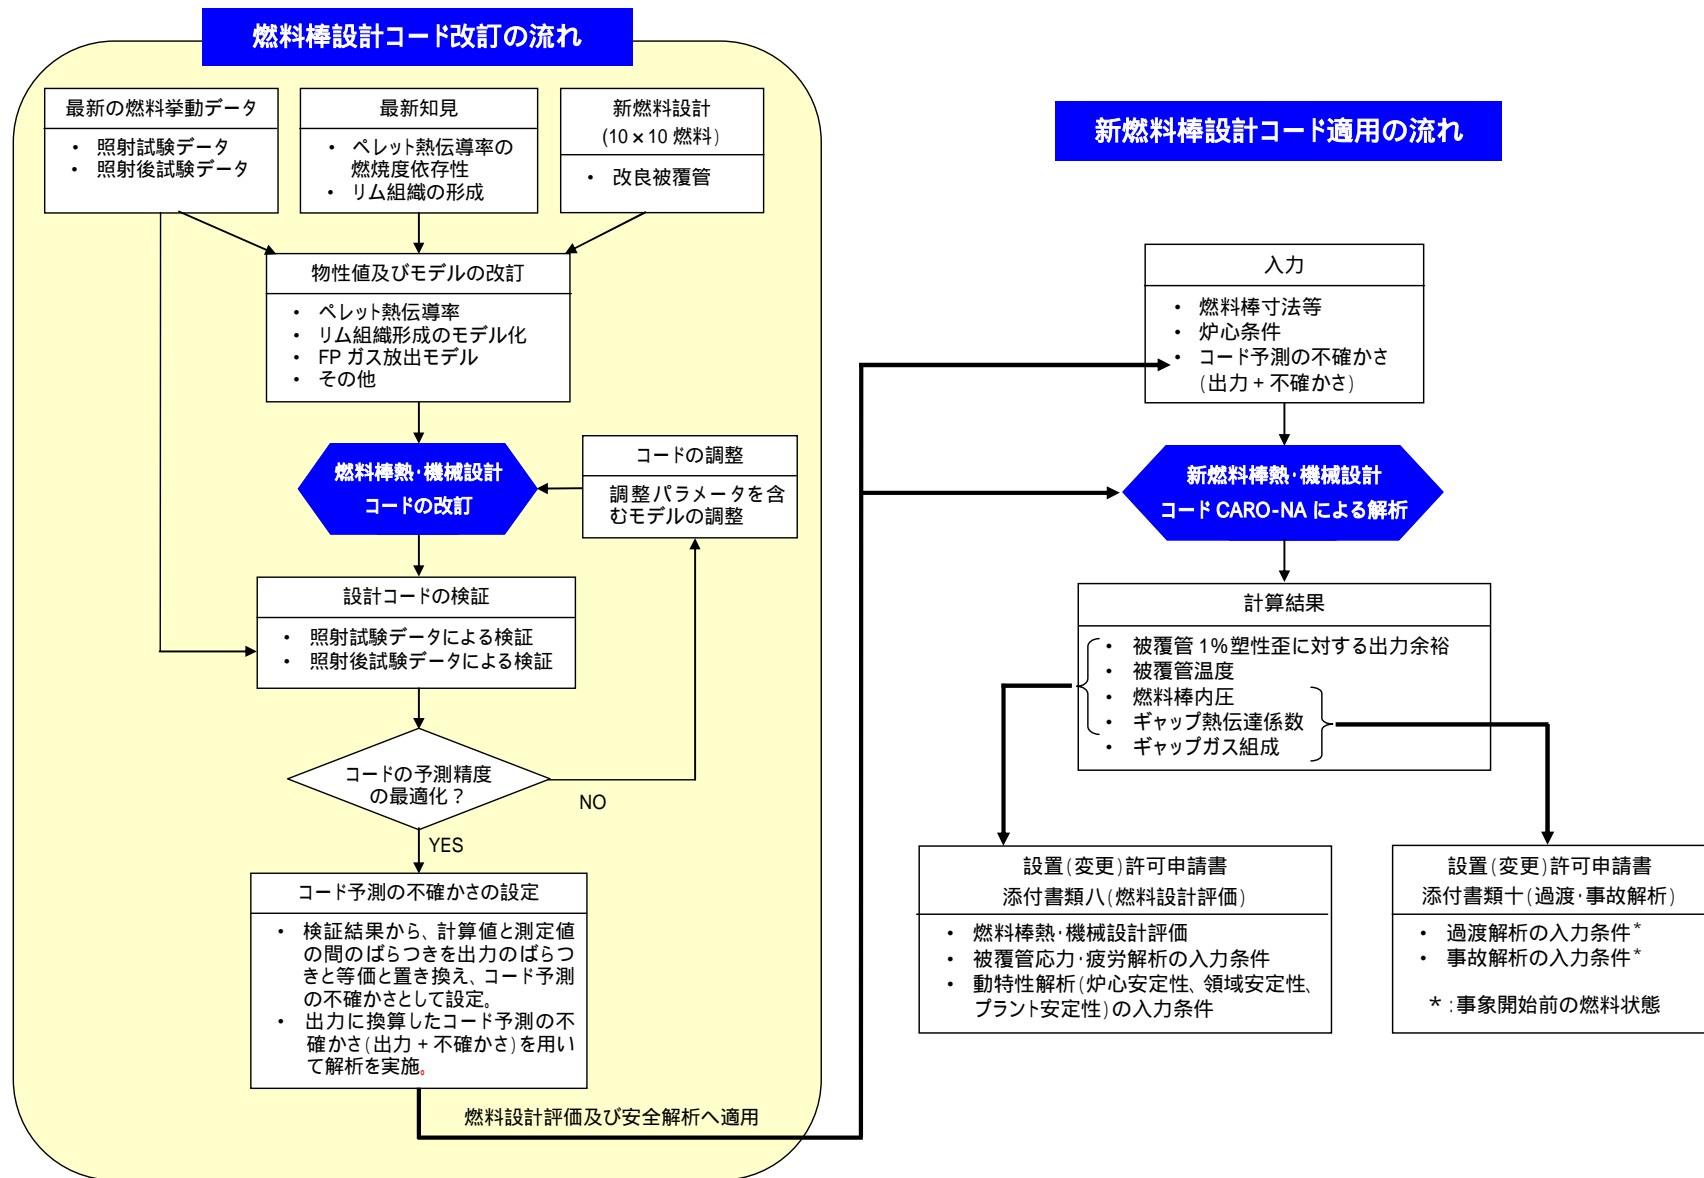 燃料棒設計コード改訂の流れ
最新の燃料挙動データ
・ 照射試験データ
・ 照射後試験データ
最新知見
・ ペレット熱伝導率の
燃焼度依存性
・ リム組織の形成
新燃料設計
(10×10 燃料)
・ 改良被覆管
物性値及びモデルの改訂
・ ペレット熱伝導率
・ リム組織形成のモデル化
・ FP ガス放出モデル
・ その他
燃料棒熱・機械設計
コードの改訂
コードの調整
調整パラメータを含
むモデルの調整
設計コードの検証
・ 照射試験データによる検証
・ 照射後試験データによる検証
コードの予測精度
の最適化?
NO
YES
コード予測の不確かさの設定
・ 検証結果から、計算値と測定値
の間のばらつきを出力のばらつ
きと等価と置き換え、コード予測
の不確かさとして設定。
・ 出力に換算したコード予測の不
確かさ(出力+不確かさ)を用い
て解析を実施。
燃料設計評価及び安全解析へ適用
新燃料棒設計コード適用の流れ
入力
・ 燃料棒寸法等
・ 炉心条件
・ コード予測の不確かさ
(出力+不確かさ)
新燃料棒熱・機械設計
コード CARO-NA による解析
計算結果
・ 被覆管 1%塑性歪に対する出力余裕
・ 被覆管温度
・ 燃料棒内圧
・ ギャップ熱伝達係数
・ ギャップガス組成
設置(変更)許可申請書
添付書類八(燃料設計評価)
・ 燃料棒熱・機械設計評価
・ 被覆管応力・疲労解析の入力条件
・ 動特性解析(炉心安定性、領域安定性、
プラント安定性)の入力条件
設置(変更)許可申請書
添付書類十(過渡・事故解析)
・ 過渡解析の入力条件*
・ 事故解析の入力条件*
*:事象開始前の燃料状態